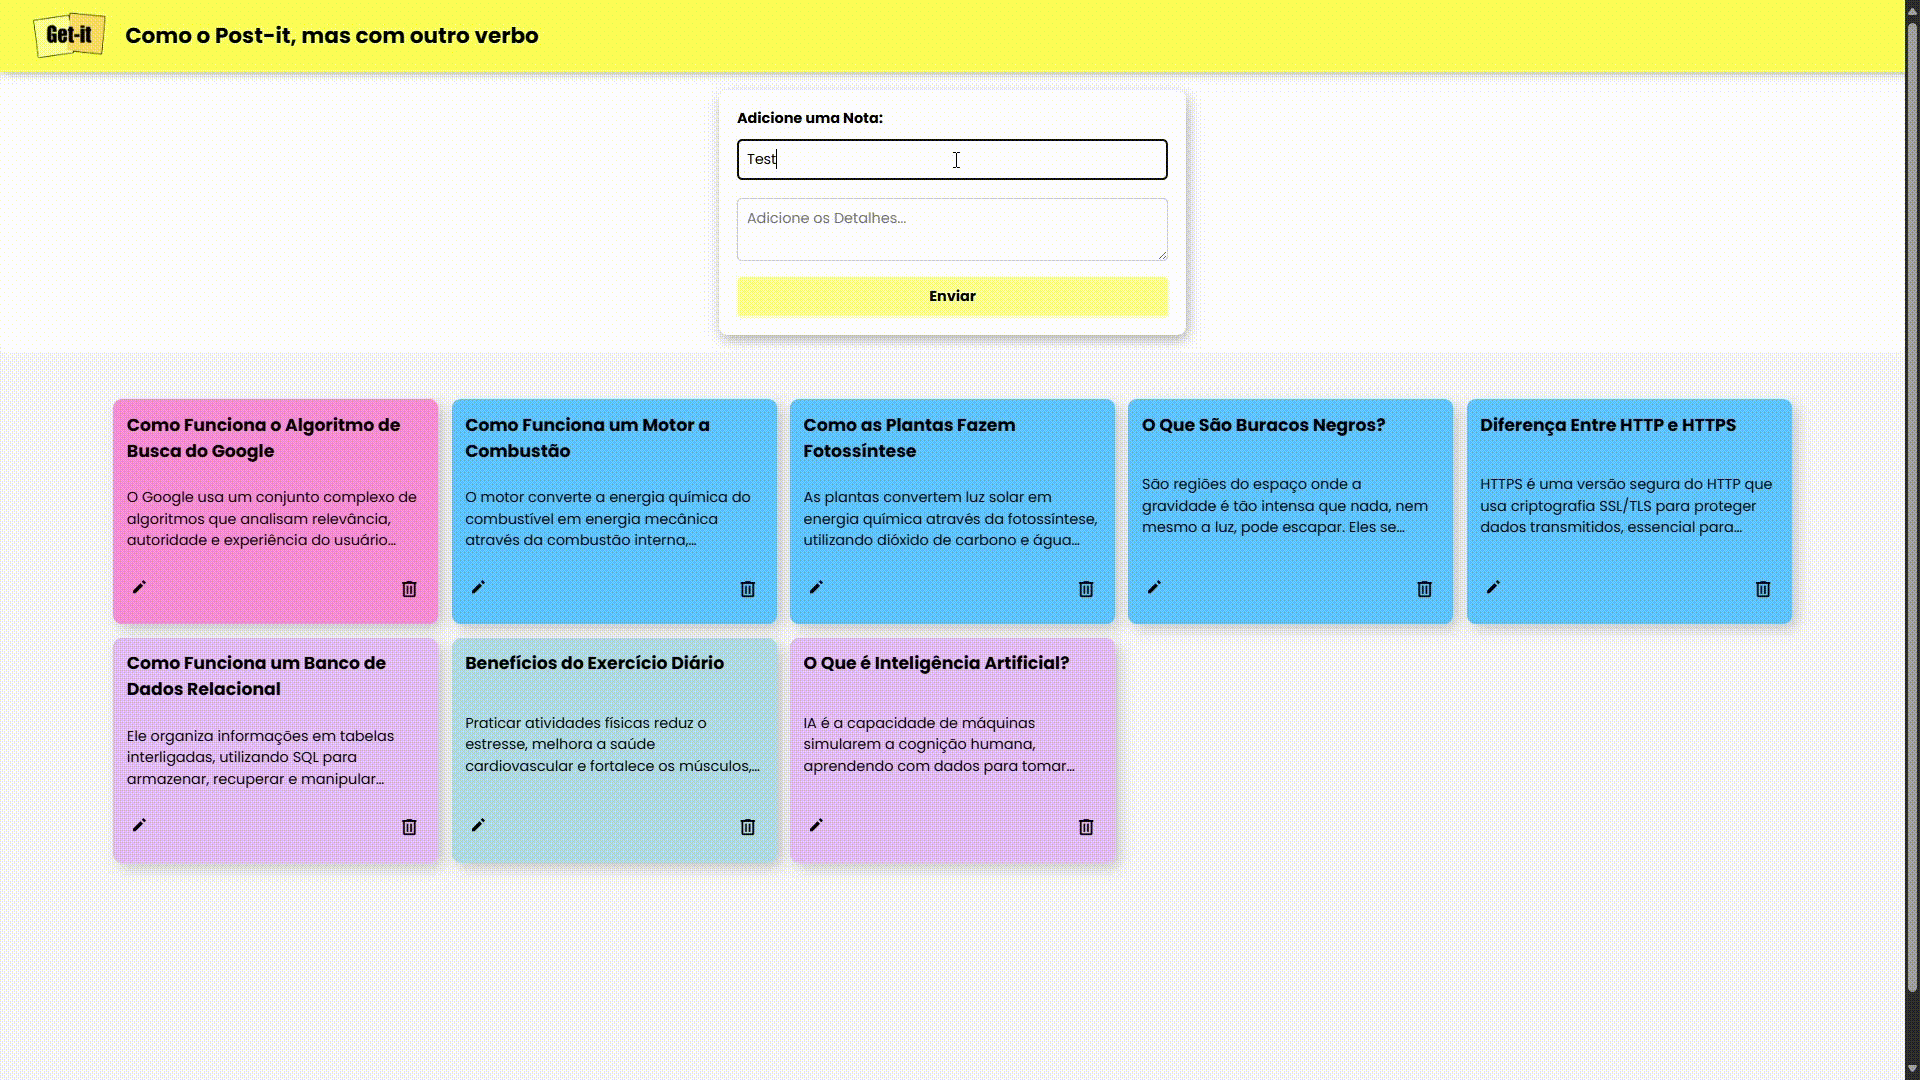 Get-it
Como o Post-it, mas com outro verbo
Adicione uma Nota:
Test
Adicione os Detalhes...
Enviar
Como Funciona o Algoritmo de
Busca do Google
O Google usa um conjunto complexo de
algoritmos que analisam relevância,
autoridade e experiência do usuário...
Como Funciona um Motor a
Combustão
O motor converte a energia química do
combustível em energia mecânica
através da combustão interna,...
Como as Plantas Fazem
Fotossíntese
As plantas convertem luz solar em
energia química através da fotossíntese,
utilizando dióxido de carbono e água...
O Que São Buracos Negros?
São regiões do espaço onde a
gravidade é tão intensa que nada, nem
mesmo a luz, pode escapar. Eles se...
Diferença Entre HTTP e HTTPS
HTTPS é uma versão segura do HTTP que
usa criptografia SSL/TLS para proteger
dados transmitidos, essencial para...
Como Funciona um Banco de
Dados Relacional
Ele organiza informações em tabelas
interligadas, utilizando SQL para
armazenar, recuperar e manipular...
Benefícios do Exercício Diário
Praticar atividades físicas reduz o
estresse, melhora a saúde
cardiovascular e fortalece os músculos,...
O Que é Inteligência Artificial?
IA é a capacidade de máquinas
simularem a cognição humana,
aprendendo com dados para tomar...